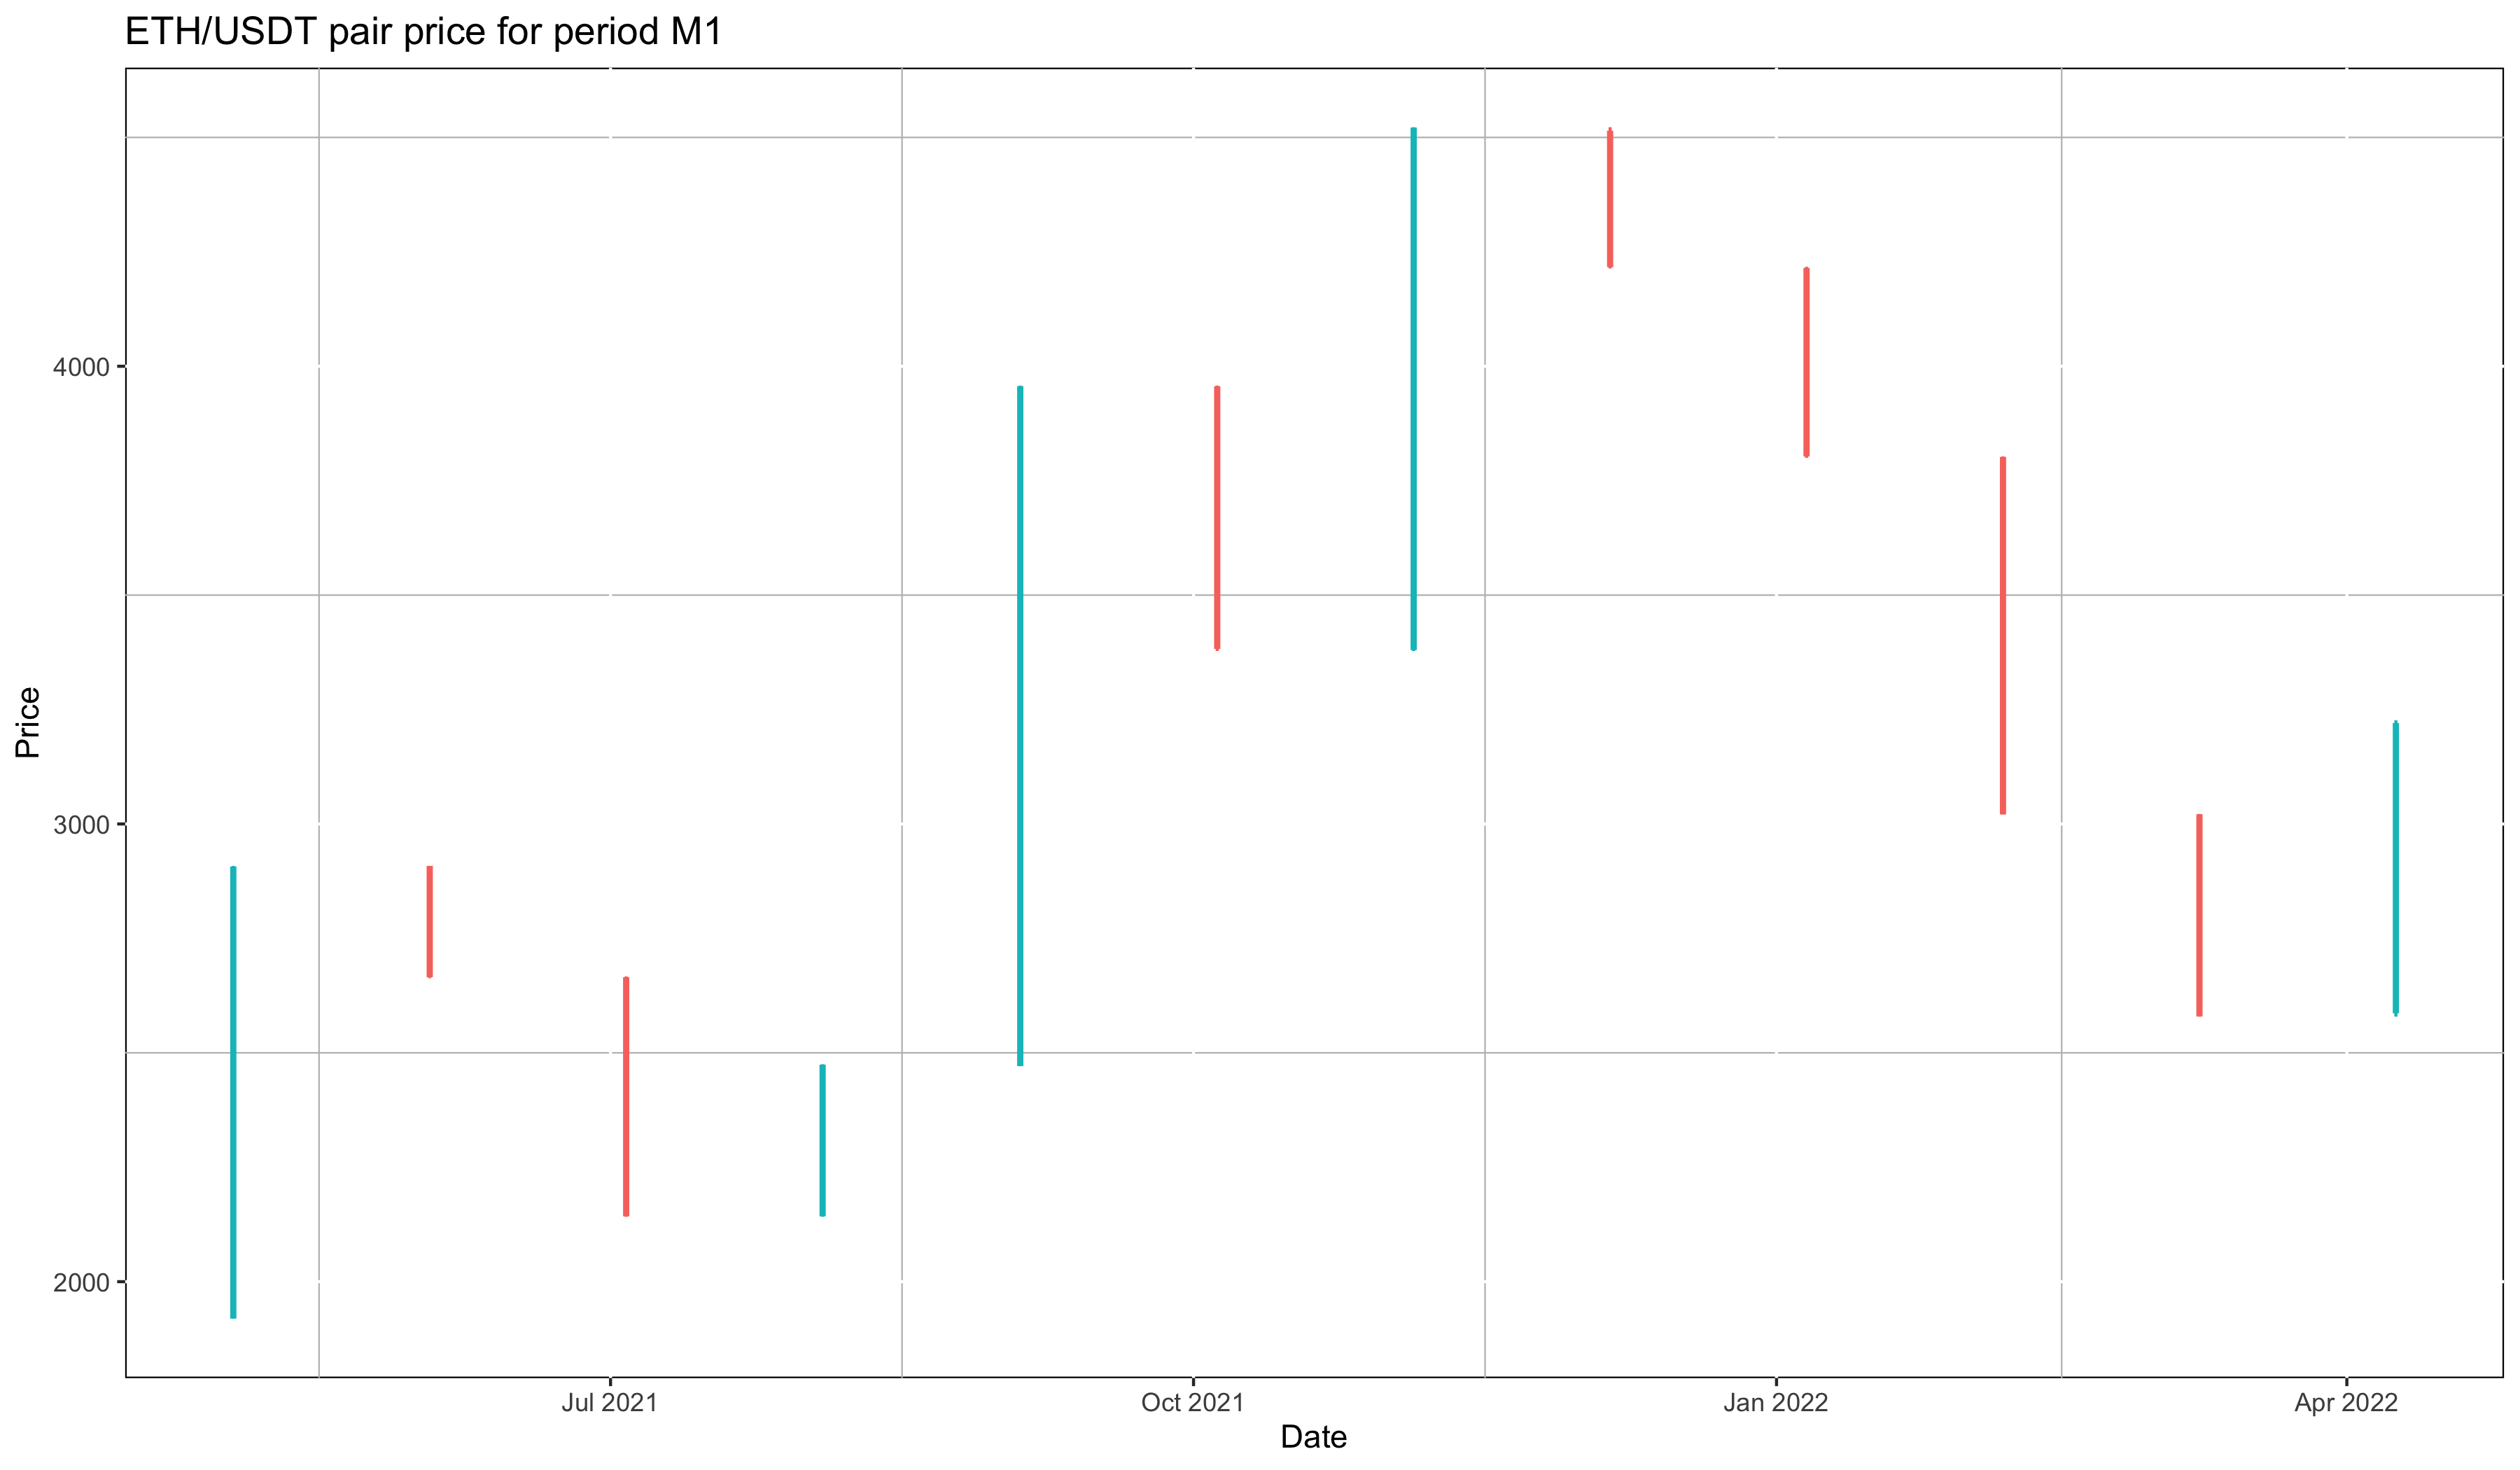 ETH/USDT pair price for period M1
Price
4000
3000
2000
Jul 2021
Oct 2021
Jan 2022
Apr 2022
Date